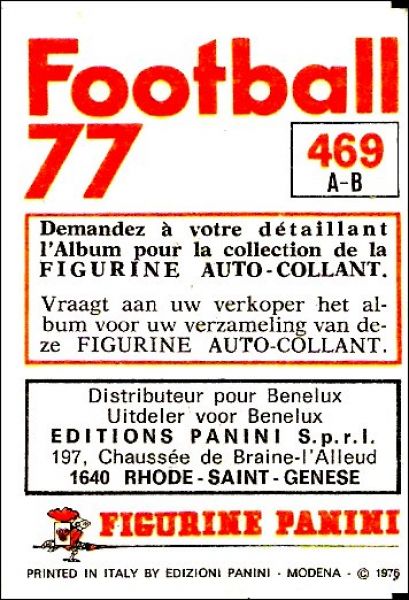 Football
77
469
A-B
Demandez à votre détaillant
l'Album pour la collection de la
FIGURINE AUTO-COLLANT.
Vraagt aan uw verkoper het al-
bum voor uw verzameling van de-
ze FIGURINE AUTO-COLLANT.
Distributeur pour Benelux
Uitdeler voor Benelux
EDITIONS PANINI S.p.r.l.
197, Chaussée de Braine-l'Alleud
1640 RHODE-SAINT-GENESE
FIGURINE PANINI
PRINTED IN ITALY BY EDIZIONI PANINI - MODENA - © 1976